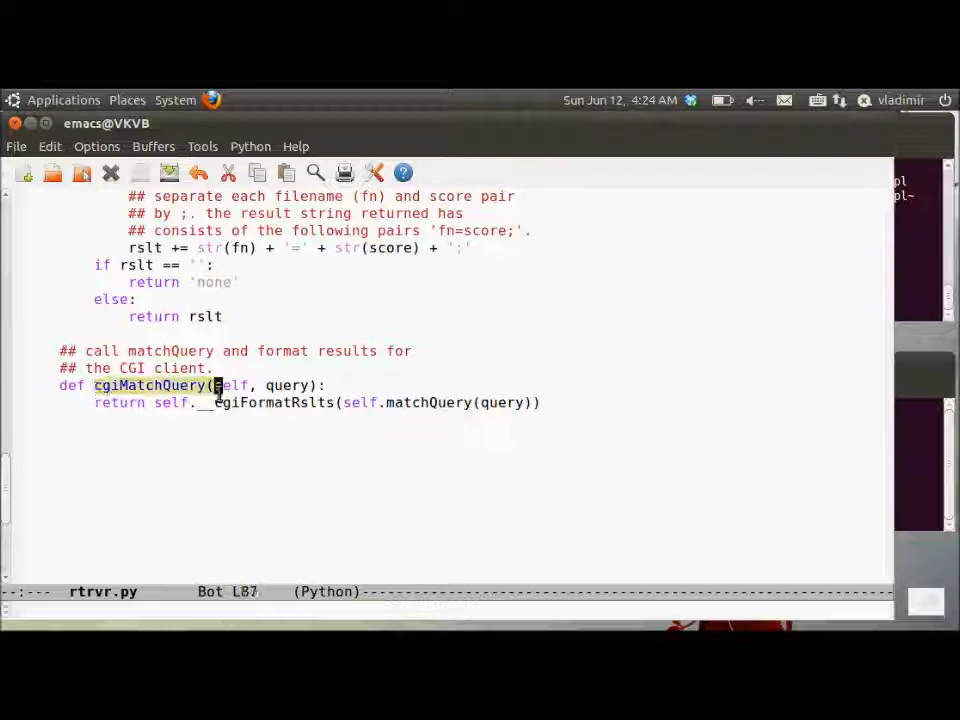 Applications Places System Sun Jun 12, 4:24 AM vladimir
emacs@VKVB
File Edit Options Buffers Tools Python Help
## separate each filename (fn) and score pair
## by ;. the result string returned has
## consists of the following pairs 'fn=score;'.
rslt += str(fn) + '=' + str(score) + ';'
if rslt == '':
return 'none'
else:
return rslt
## call matchQuery and format results for
## the CGI client.
def cgiMatchQuery(self, query):
return self.__cgiFormatRslts(self.matchQuery(query))
--:--- rtrvr.py Bot L87 (Python)--------------------------------------------------------------
pl
pl~